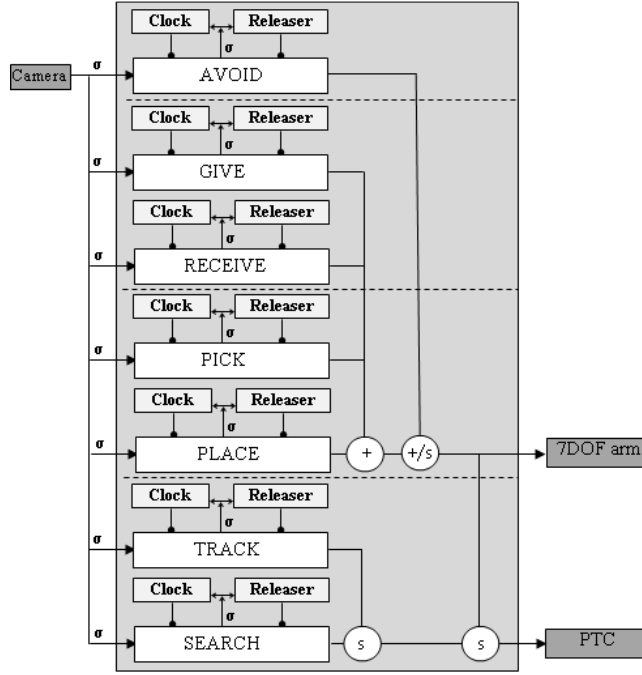 Clock Releaser
σ
Camera σ AVOID
Clock Releaser
σ
σ GIVE
Clock Releaser
σ
σ RECEIVE
Clock Releaser
σ
σ PICK
Clock Releaser
σ
σ PLACE + +/s 7DOF arm
Clock Releaser
σ
σ TRACK
Clock Releaser
σ
σ SEARCH s s PTC